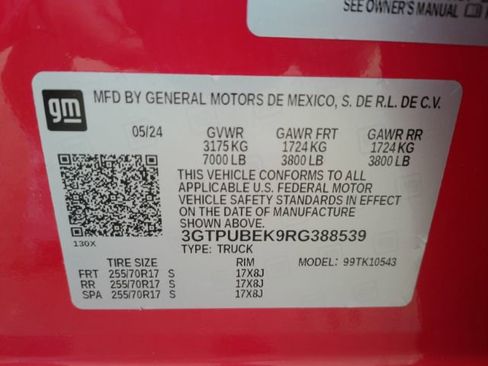 SEE OWNER'S MANUAL
gm
MFD BY GENERAL MOTORS DE MEXICO, S. DE R.L. DE C.V.
05/24 GVWR GAWR FRT GAWR RR
3175 KG 1724 KG 1724 KG
7000 LB 3800 LB 3800 LB
THIS VEHICLE CONFORMS TO ALL
APPLICABLE U.S. FEDERAL MOTOR
VEHICLE SAFETY STANDARDS IN EFFECT
ON THE DATE OF MANUFACTURE
SHOWN ABOVE.
3GTPUBEK9RG388539
130X TYPE: TRUCK
TIRE SIZE RIM MODEL: 99TK10543
FRT 255/70R17 S 17X8J
RR 255/70R17 S 17X8J
SPA 255/70R17 S 17X8J